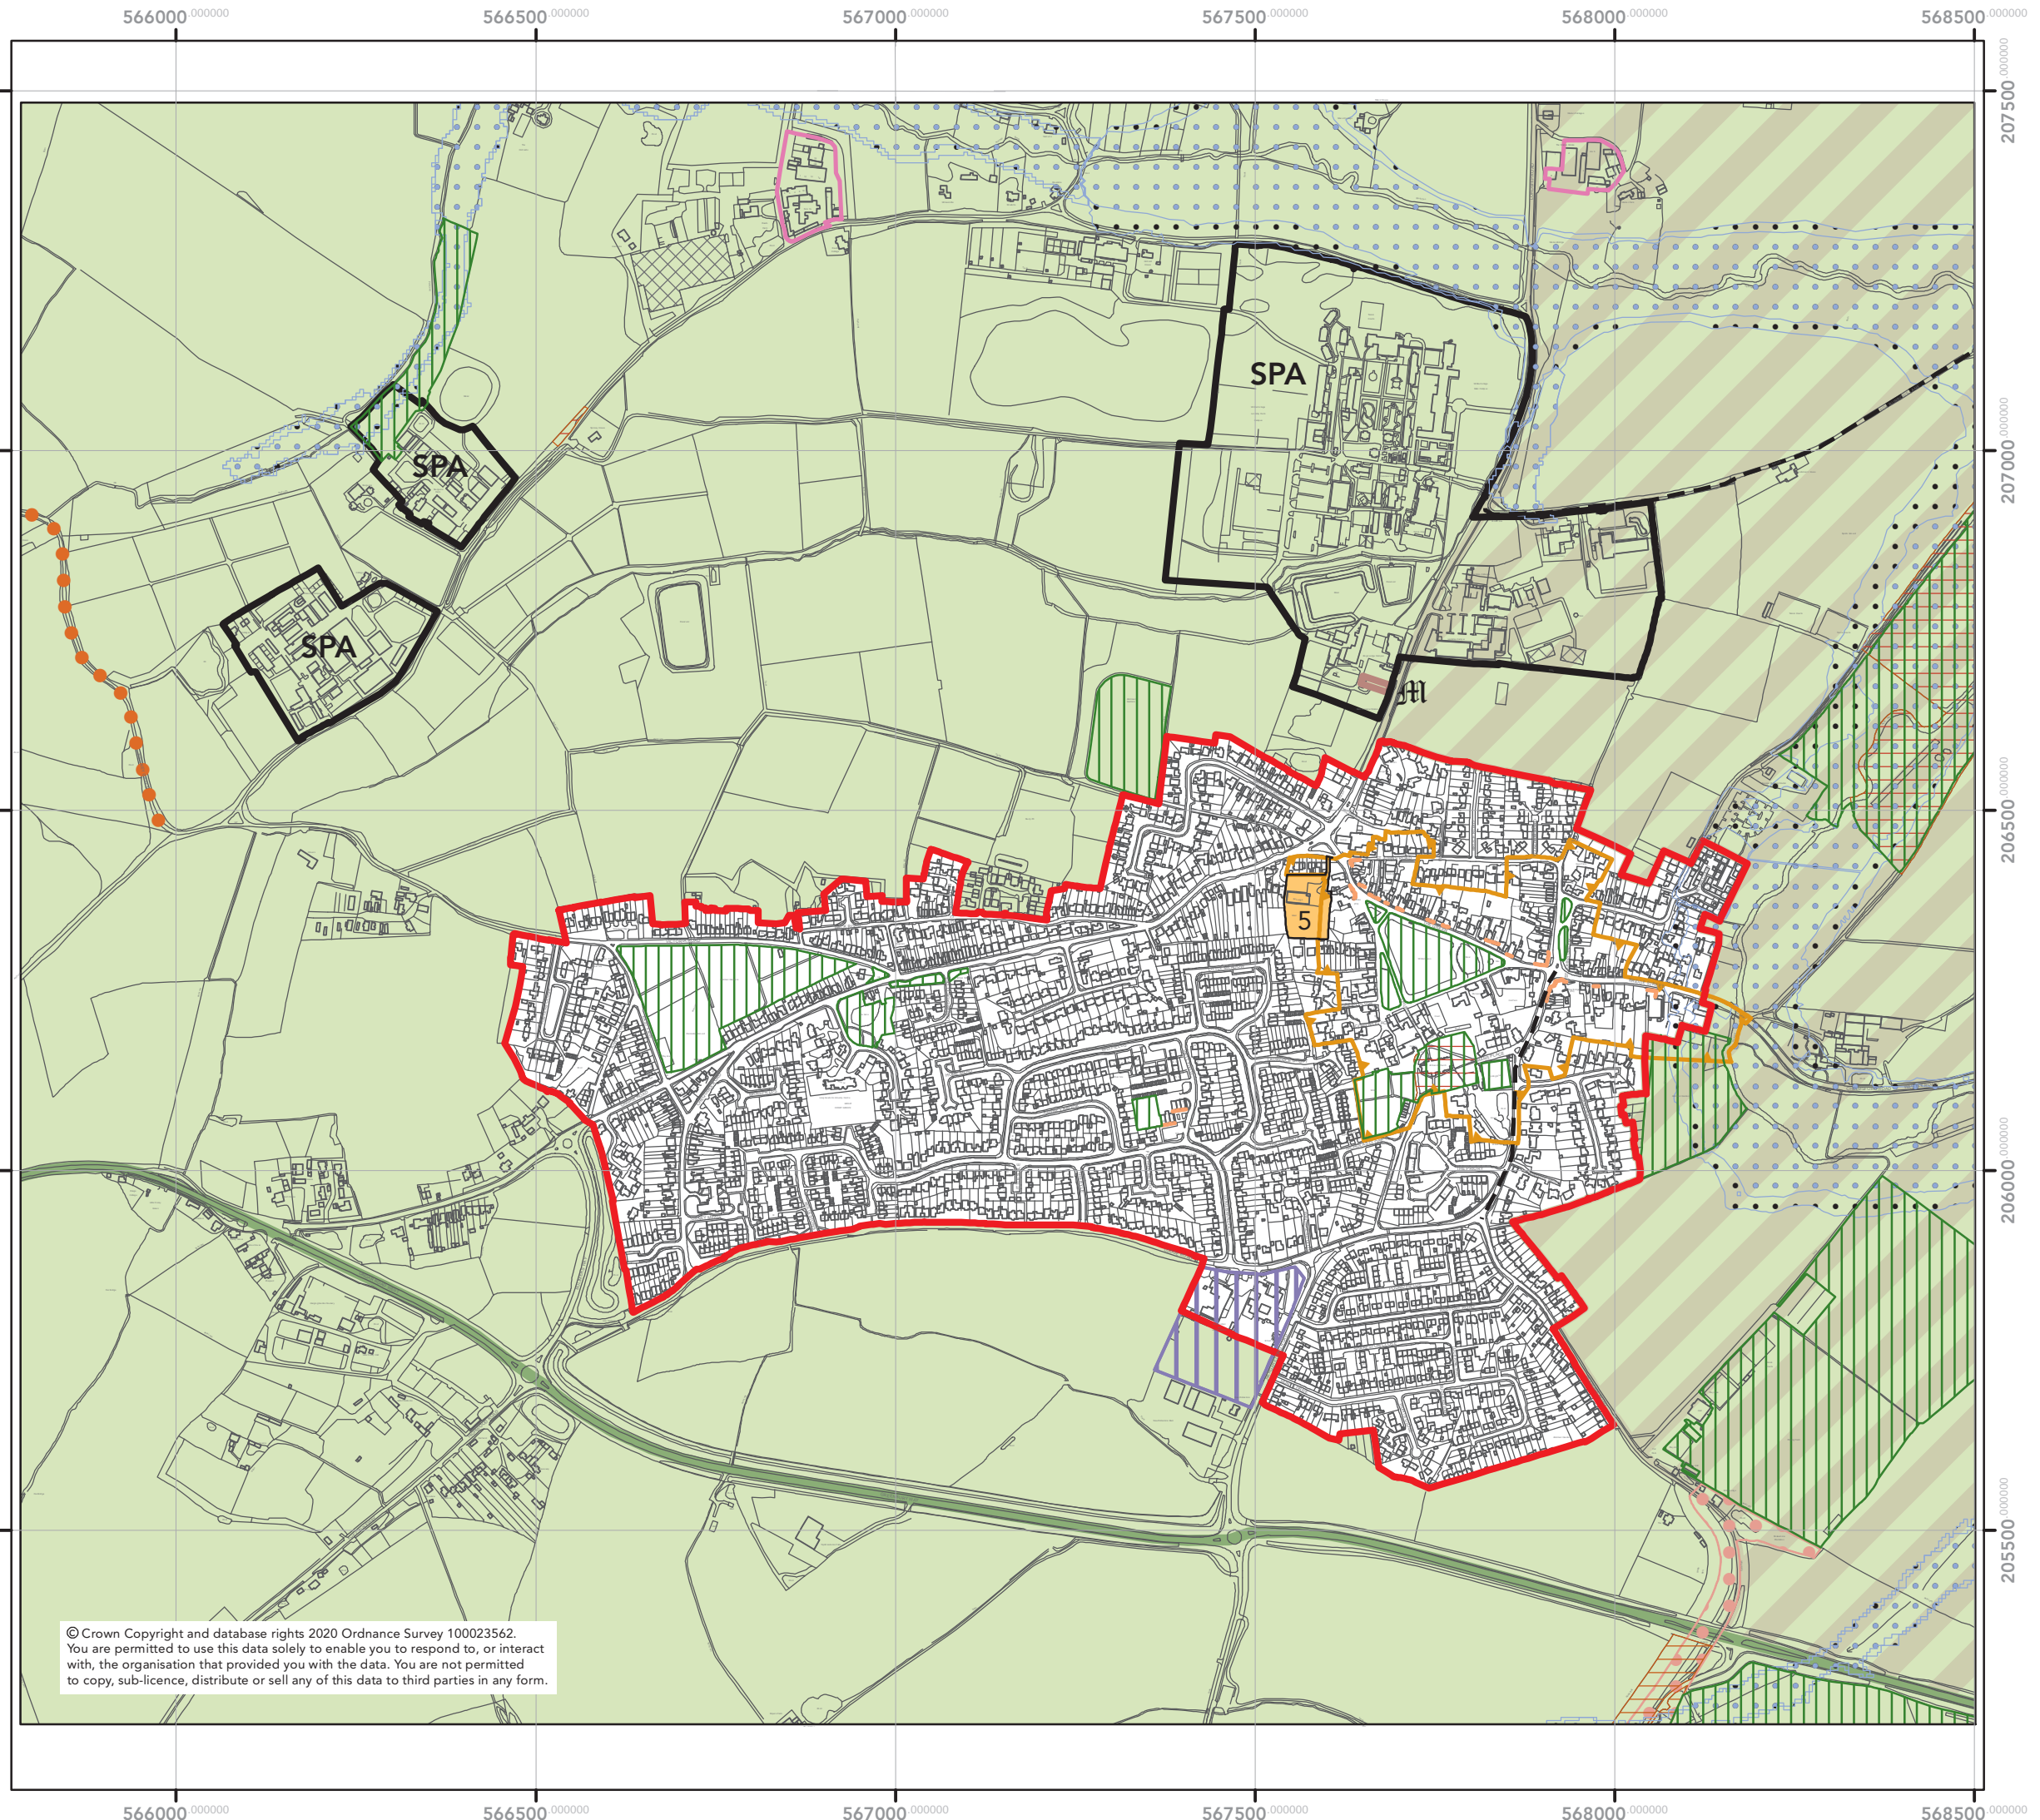 566000.000000 566500.000000 567000.000000 567500.000000 568000.000000 568500.000000
207500.000000
SPA
207000.000000
SPA
SPA
M
206500.000000
5
206000.000000
205500.000000
© Crown Copyright and database rights 2020 Ordnance Survey 100023562.
You are permitted to use this data solely to enable you to respond to, or interact
with, the organisation that provided you with the data. You are not permitted
to copy, sub-licence, distribute or sell any of this data to third parties in any form.
566000.000000 566500.000000 567000.000000 567500.000000 568000.000000 568500.000000